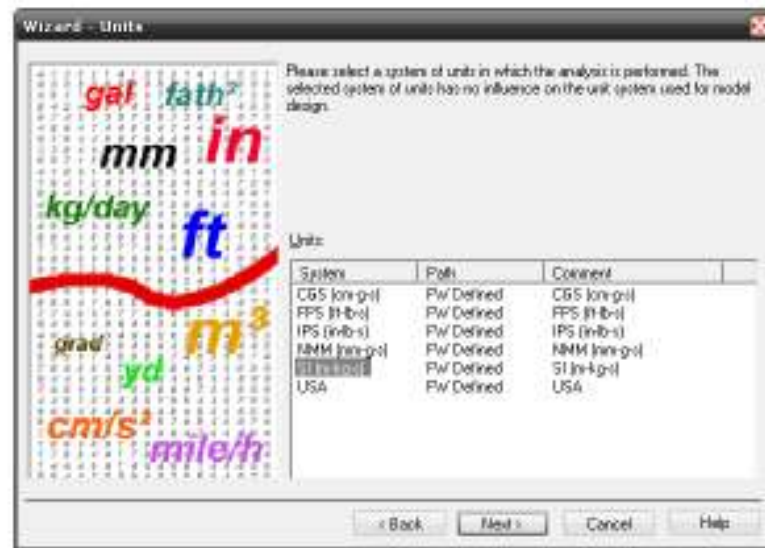 Wizard - Units
gal fath²
mm in
kg/day
ft
m³
grad
yd
cm/s²
mile/h
Please select a system of units in which the analysis is performed. The
selected system of units has no influence on the unit system used for model
design.
Units:
System Path Comment
CGS (cm-g-s) FW Defined CGS (cm-g-s)
FPS (ft-lb-s) FW Defined FPS (ft-lb-s)
IPS (in-lb-s) FW Defined IPS (in-lb-s)
NMM (mm-g-s) FW Defined NMM (mm-g-s)
SI (m-kg-s) FW Defined SI (m-kg-s)
USA FW Defined USA
< Back Next > Cancel Help